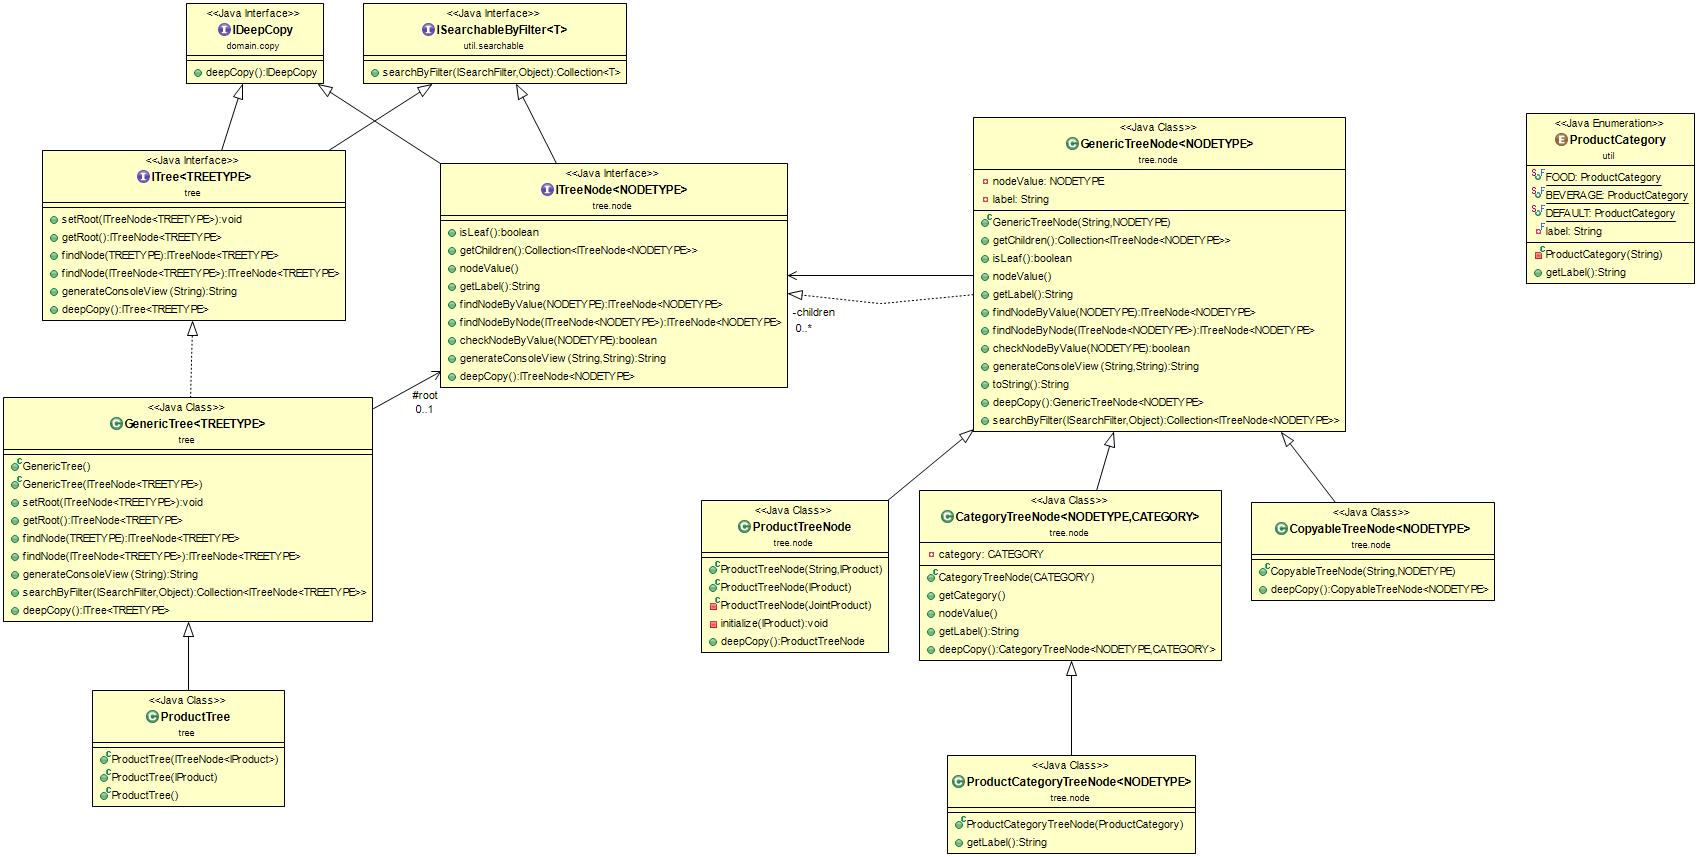 <<Java Interface>>
IDeepCopy
domain.copy
deepCopy():IDeepCopy
<<Java Interface>>
ISearchableByFilter<T>
util.searchable
searchByFilter(ISearchFilter,Object):Collection<T>
<<Java Interface>>
ITree<TREETYPE>
tree
setRoot(ITreeNode<TREETYPE>):void
getRoot():ITreeNode<TREETYPE>
findNode(TREETYPE):ITreeNode<TREETYPE>
findNode(ITreeNode<TREETYPE>):ITreeNode<TREETYPE>
generateConsoleView(String):String
deepCopy():ITree<TREETYPE>
<<Java Interface>>
ITreeNode<NODETYPE>
tree.node
isLeaf():boolean
getChildren():Collection<ITreeNode<NODETYPE>>
nodeValue()
getLabel():String
findNodeByValue(NODETYPE):ITreeNode<NODETYPE>
findNodeByNode(ITreeNode<NODETYPE>):ITreeNode<NODETYPE>
checkNodeByValue(NODETYPE):boolean
generateConsoleView(String,String):String
deepCopy():ITreeNode<NODETYPE>
<<Java Class>>
GenericTreeNode<NODETYPE>
tree.node
nodeValue: NODETYPE
label: String
GenericTreeNode(String,NODETYPE)
getChildren():Collection<ITreeNode<NODETYPE>>
isLeaf():boolean
nodeValue()
getLabel():String
findNodeByValue(NODETYPE):ITreeNode<NODETYPE>
findNodeByNode(ITreeNode<NODETYPE>):ITreeNode<NODETYPE>
checkNodeByValue(NODETYPE):boolean
generateConsoleView(String,String):String
toString():String
deepCopy():GenericTreeNode<NODETYPE>
searchByFilter(ISearchFilter,Object):Collection<ITreeNode<NODETYPE>>
<<Java Enumeration>>
ProductCategory
util
FOOD: ProductCategory
BEVERAGE: ProductCategory
DEFAULT: ProductCategory
label: String
ProductCategory(String)
getLabel():String
-children
0..*
#root
0..1
<<Java Class>>
GenericTree<TREETYPE>
tree
GenericTree()
GenericTree(ITreeNode<TREETYPE>)
setRoot(ITreeNode<TREETYPE>):void
getRoot():ITreeNode<TREETYPE>
findNode(TREETYPE):ITreeNode<TREETYPE>
findNode(ITreeNode<TREETYPE>):ITreeNode<TREETYPE>
generateConsoleView(String):String
searchByFilter(ISearchFilter,Object):Collection<ITreeNode<TREETYPE>>
deepCopy():ITree<TREETYPE>
<<Java Class>>
ProductTreeNode
tree.node
ProductTreeNode(String,IProduct)
ProductTreeNode(IProduct)
ProductTreeNode(JointProduct)
initialize(IProduct):void
deepCopy():ProductTreeNode
<<Java Class>>
CategoryTreeNode<NODETYPE,CATEGORY>
tree.node
category: CATEGORY
CategoryTreeNode(CATEGORY)
getCategory()
nodeValue()
getLabel():String
deepCopy():CategoryTreeNode<NODETYPE,CATEGORY>
<<Java Class>>
CopyableTreeNode<NODETYPE>
tree.node
CopyableTreeNode(String,NODETYPE)
deepCopy():CopyableTreeNode<NODETYPE>
<<Java Class>>
ProductTree
tree
ProductTree(ITreeNode<IProduct>)
ProductTree(IProduct)
ProductTree()
<<Java Class>>
ProductCategoryTreeNode<NODETYPE>
tree.node
ProductCategoryTreeNode(ProductCategory)
getLabel():String